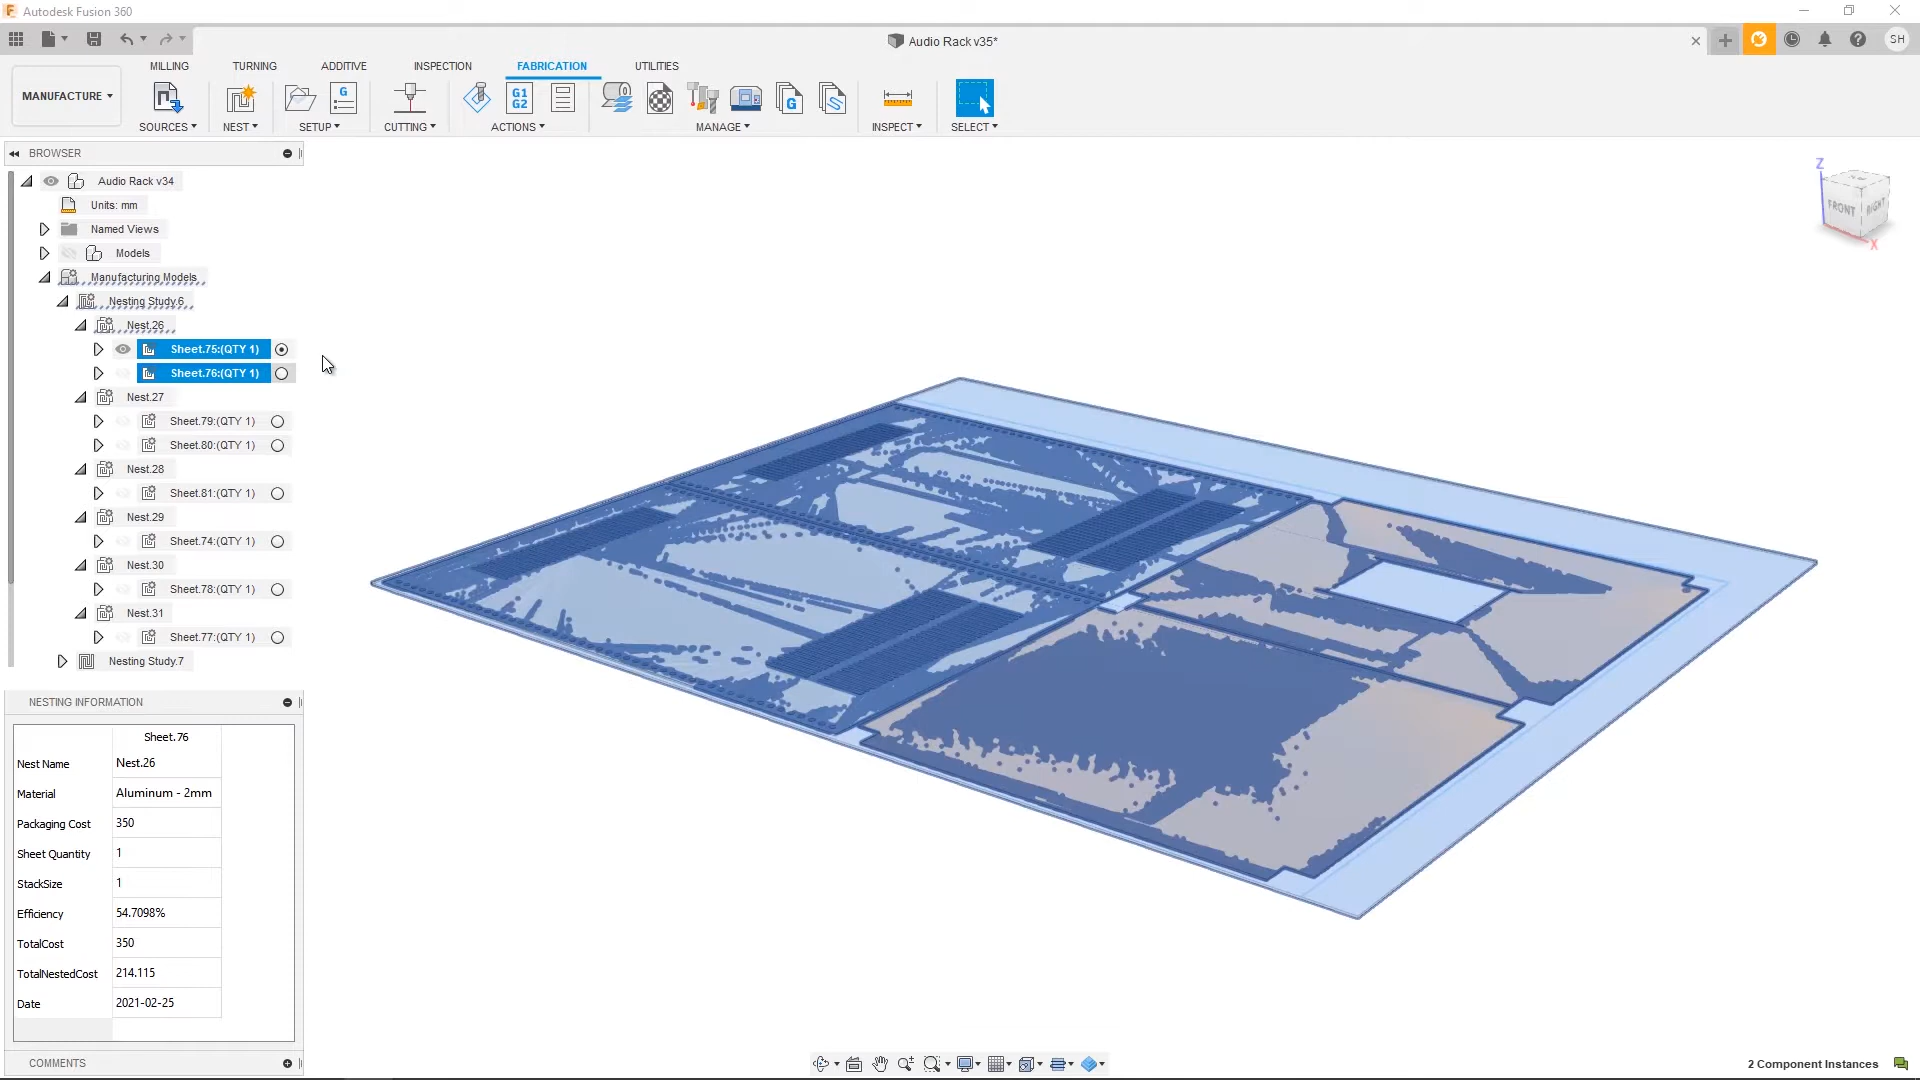 Autodesk Fusion 360
Audio Rack v35*
SH
MILLING TURNING ADDITIVE INSPECTION FABRICATION UTILITIES
MANUFACTURE
G
G1
G2
G
SOURCES NEST SETUP CUTTING ACTIONS MANAGE INSPECT SELECT
BROWSER
Audio Rack v34
Units: mm
Named Views
Models
Manufacturing Models
Nesting Study.6
Nest.26
Sheet.75:(QTY 1)
Sheet.76:(QTY 1)
Nest.27
Sheet.79:(QTY 1)
Sheet.80:(QTY 1)
Nest.28
Sheet.81:(QTY 1)
Nest.29
Sheet.74:(QTY 1)
Nest.30
Sheet.78:(QTY 1)
Nest.31
Sheet.77:(QTY 1)
Nesting Study.7
Z
FRONT RIGHT
X
NESTING INFORMATION
Sheet.76
Nest Name Nest.26
Material Aluminum - 2mm
Packaging Cost 350
Sheet Quantity 1
StackSize 1
Efficiency 54.7098%
TotalCost 350
TotalNestedCost 214.115
Date 2021-02-25
COMMENTS
2 Component Instances